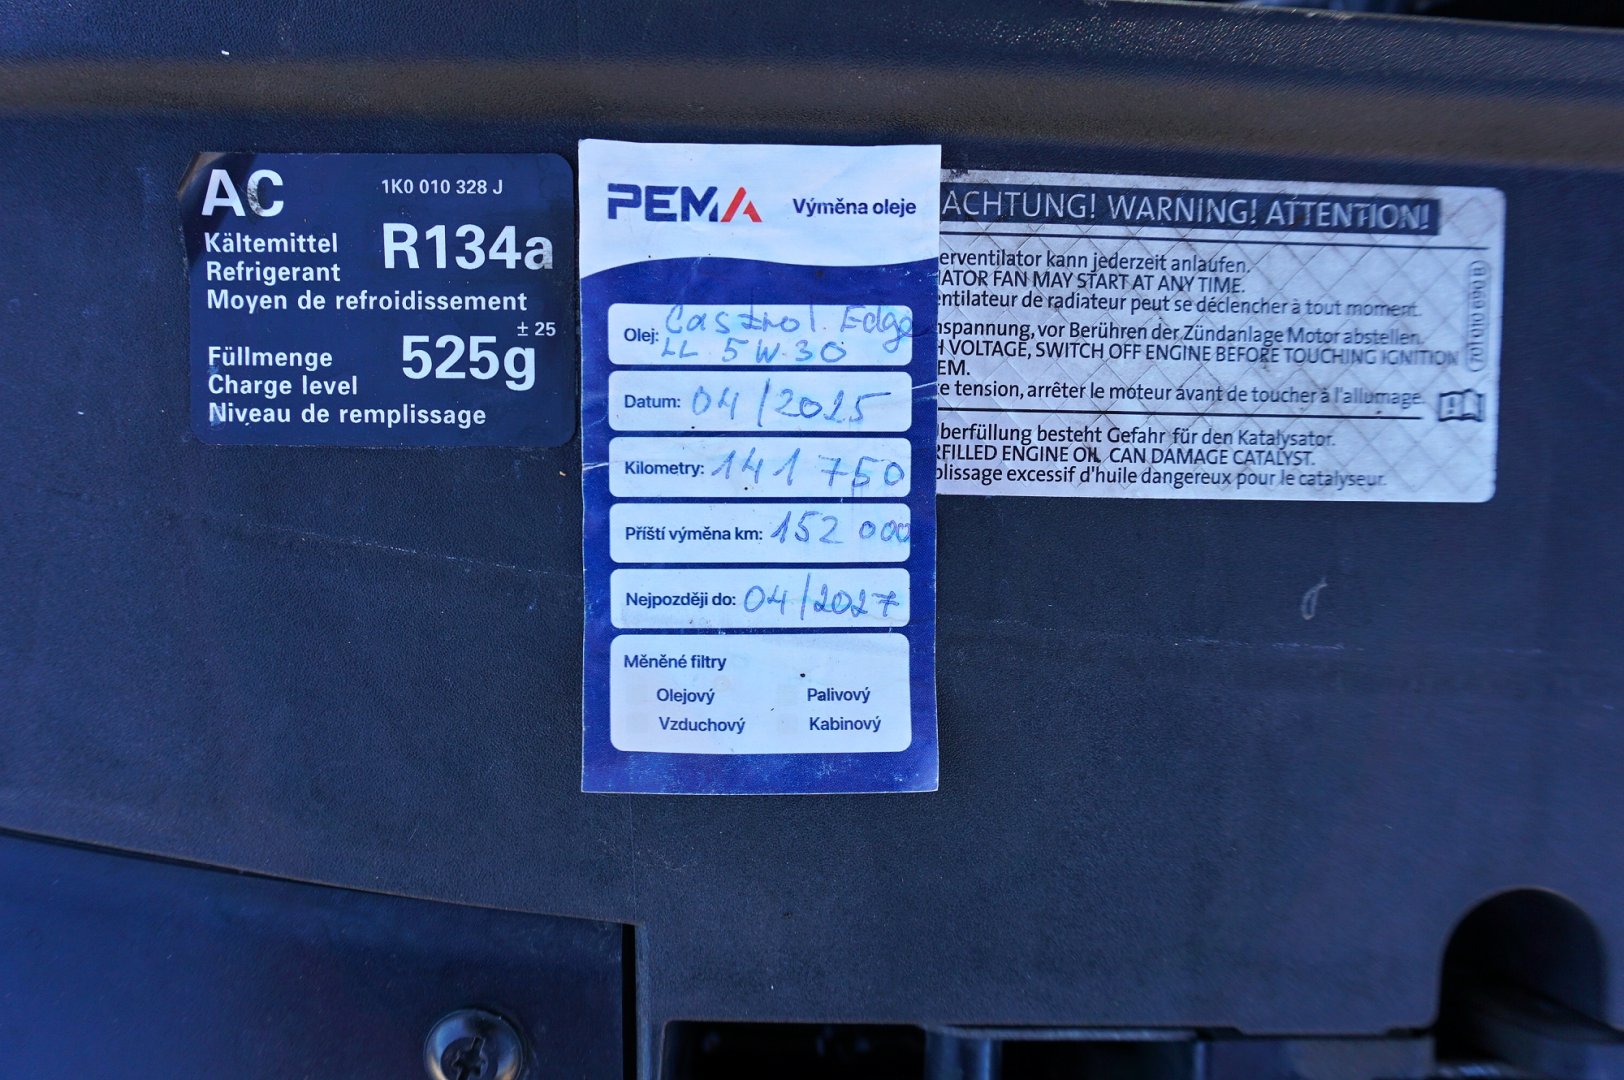 AC 1K0 010 328 J
Kältemittel
Refrigerant
Moyen de refroidissement
R134a
Füllmenge
Charge level
Niveau de remplissage
525g ± 25
PEMA Výměna oleje
Olej: Castrol Edge
LL 5W30
Datum: 04/2025
Kilometry: 141 750
Příští výměna km: 152 000
Nejpozději do: 04/2027
Měněné filtry
Olejový Palivový
Vzduchový Kabinový
ACHTUNG! WARNING! ATTENTION!
erventilator kann jederzeit anlaufen.
IATOR FAN MAY START AT ANY TIME.
entilateur de radiateur peut se déclencher à tout moment.
hspannung, vor Berühren der Zündanlage Motor abstellen.
H VOLTAGE, SWITCH OFF ENGINE BEFORE TOUCHING IGNITION
EM.
te tension, arrêter le moteur avant de toucher à l'allumage.
berfüllung besteht Gefahr für den Katalysator.
RFILLED ENGINE OIL CAN DAMAGE CATALYST.
plissage excessif d'huile dangereux pour le catalyseur.